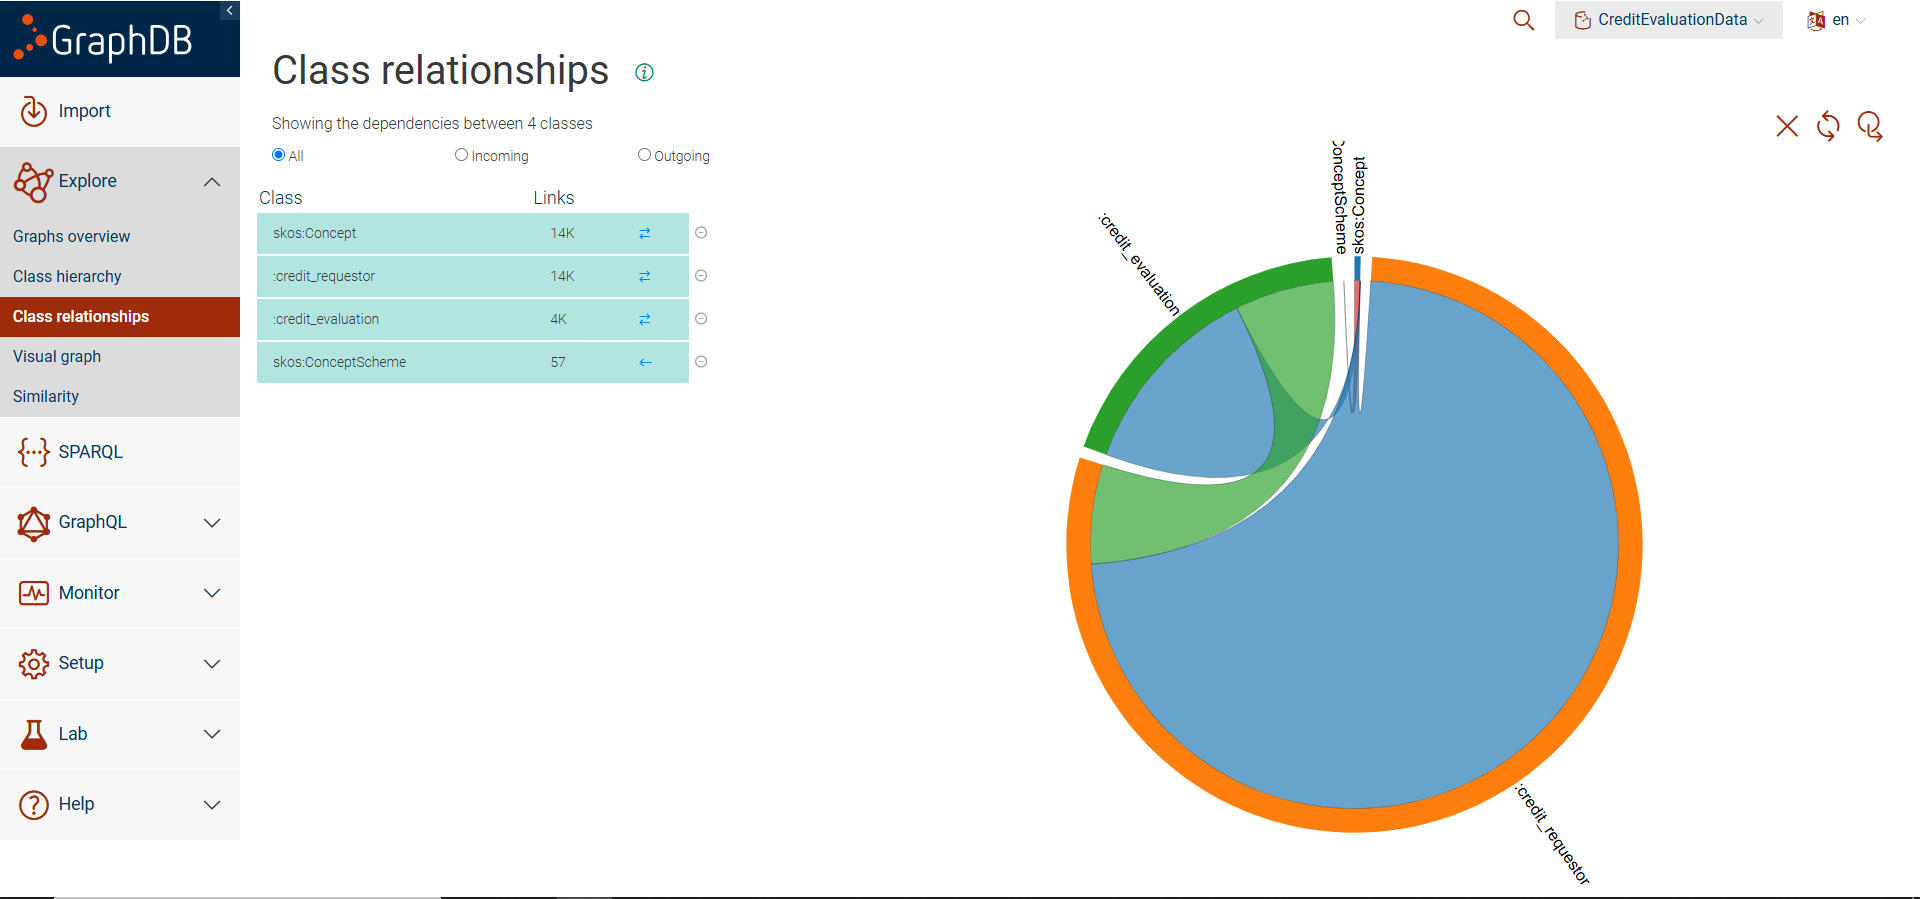 GraphDB
CreditEvaluationData
en
Class relationships
Import
Showing the dependencies between 4 classes
All
Incoming
Outgoing
Explore
Class
Links
Graphs overview
skos:Concept
14K
Class hierarchy
:credit_requestor
14K
Class relationships
:credit_evaluation
4K
Visual graph
skos:ConceptScheme
57
Similarity
SPARQL
GraphQL
Monitor
Setup
Lab
Help
:credit_evaluation
ConceptScheme
skos:Concept
:credit_requestor